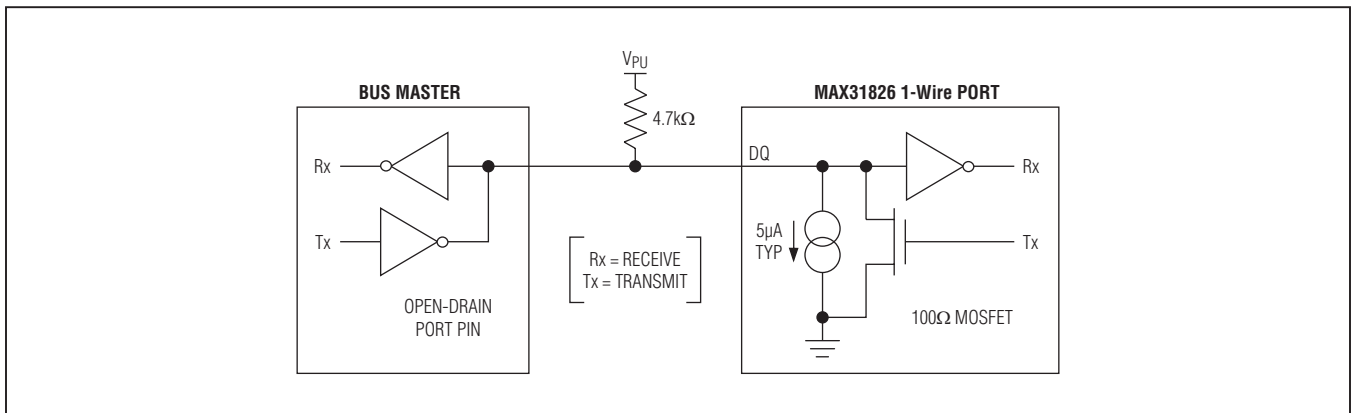 V_PU
BUS MASTER
MAX31826 1-Wire PORT
4.7kΩ
DQ
Rx
Rx
Tx
5µA
TYP
Tx
Rx = RECEIVE
Tx = TRANSMIT
OPEN-DRAIN
PORT PIN
100Ω MOSFET